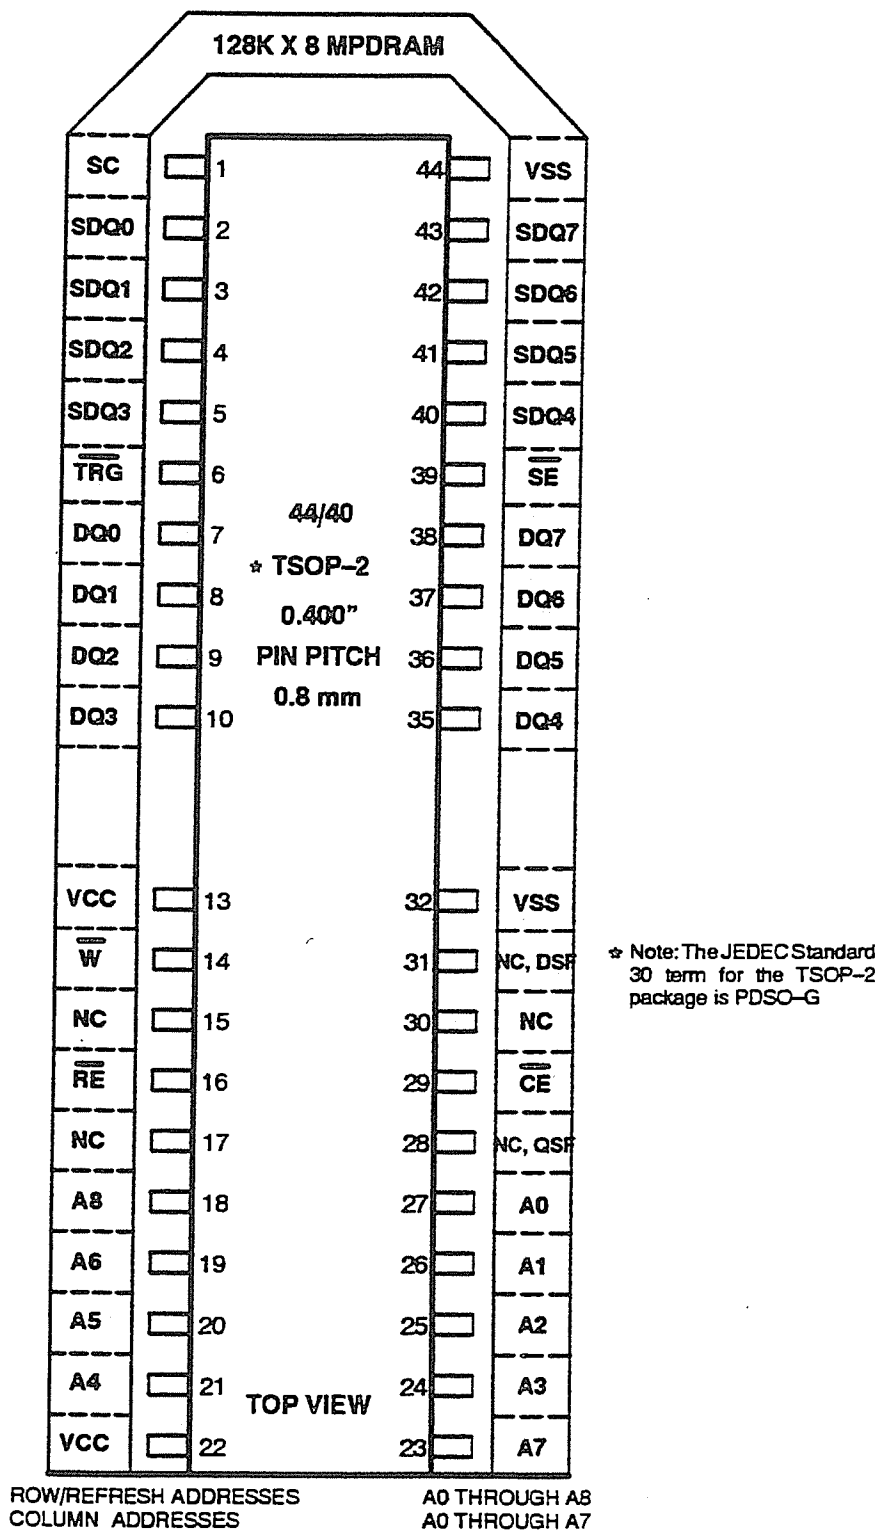 128K X 8 MPDRAM
SC 1 44 VSS
SDQ0 2 43 SDQ7
SDQ1 3 42 SDQ6
SDQ2 4 41 SDQ5
SDQ3 5 40 SDQ4
T̅R̅G̅ 6 39 S̅E̅
44/40
DQ0 7 38 DQ7
☆ TSOP–2
DQ1 8 37 DQ6
0.400”
DQ2 9 PIN PITCH 36 DQ5
0.8 mm
DQ3 10 35 DQ4
VCC 13 32 VSS
W̅ 14 31 NC, DSF
NC 15 30 NC
R̅E̅ 16 29 C̅E̅
NC 17 28 NC, QSF
A8 18 27 A0
A6 19 26 A1
A5 20 25 A2
A4 21 24 A3
TOP VIEW
VCC 22 23 A7
☆ Note: The JEDEC Standard
30 term for the TSOP–2
package is PDSO–G
ROW/REFRESH ADDRESSES A0 THROUGH A8
COLUMN ADDRESSES A0 THROUGH A7